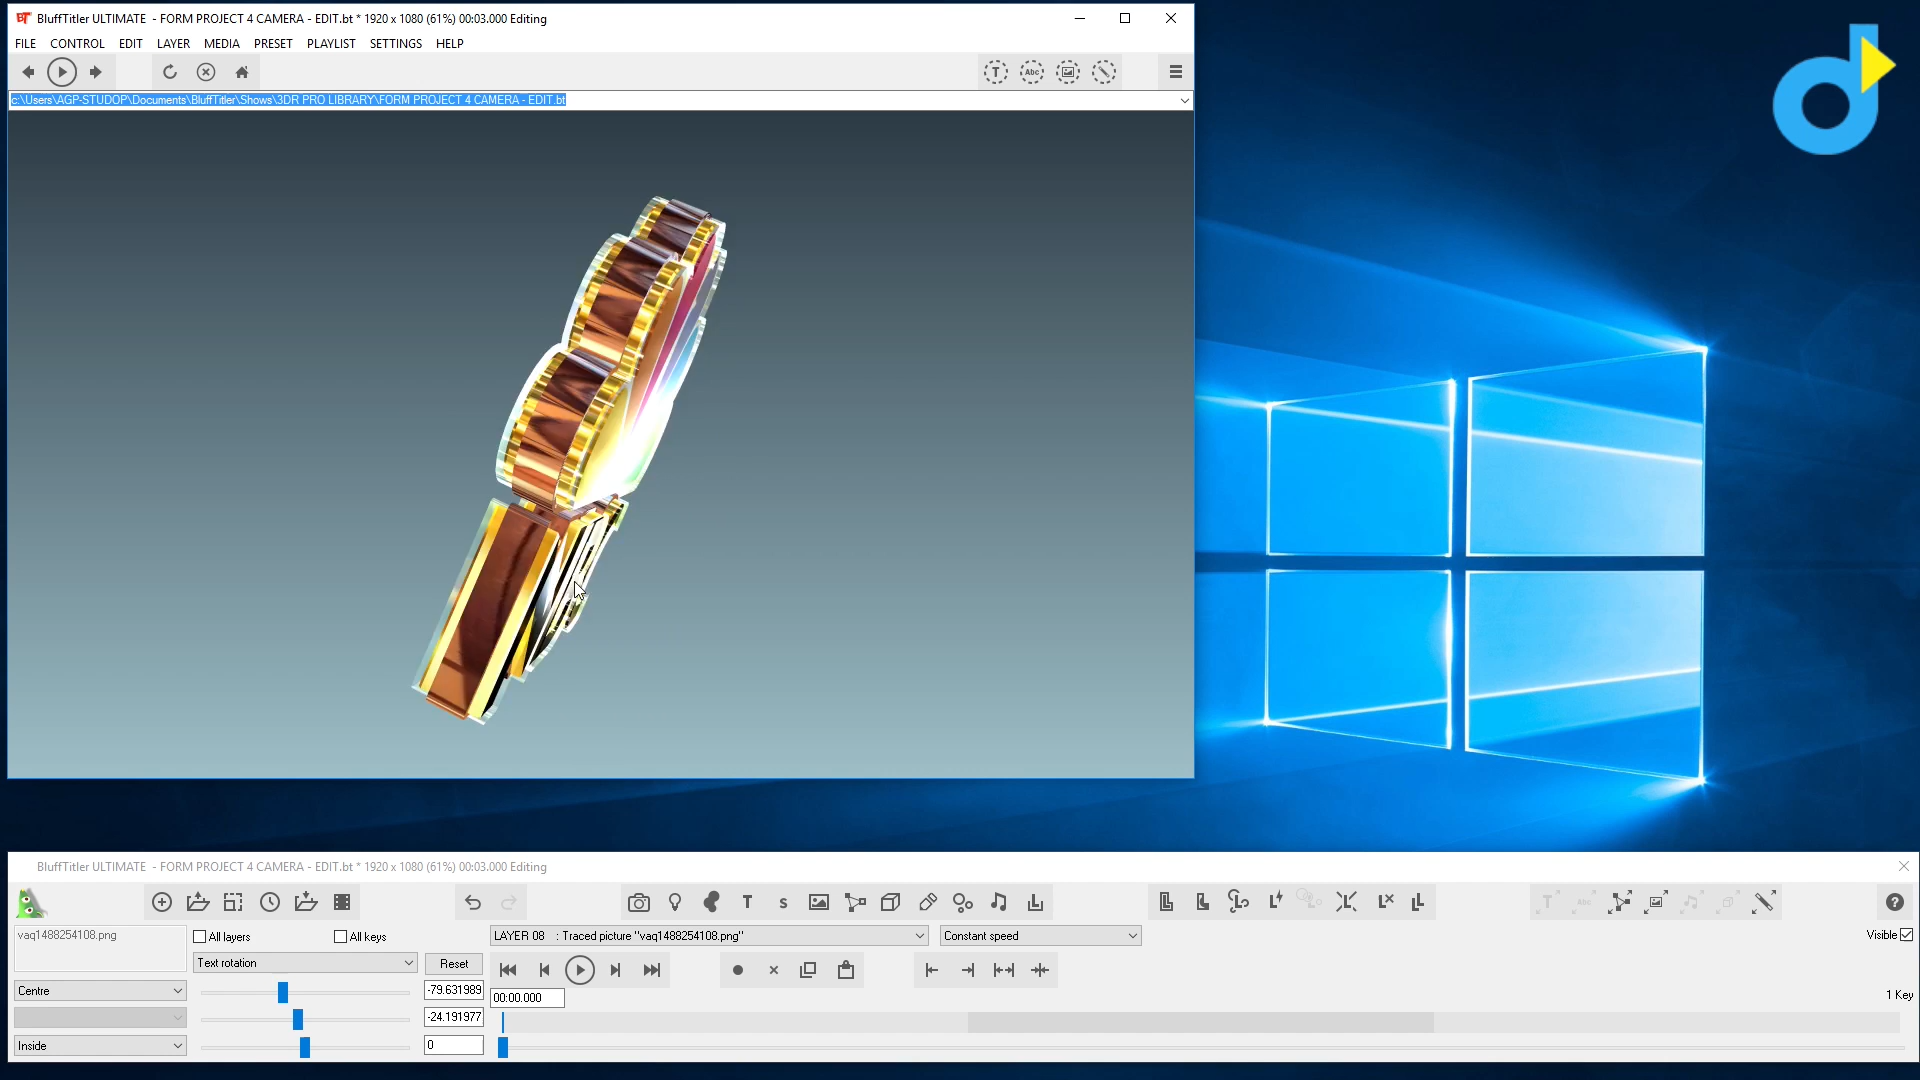 BluffTitler ULTIMATE - FORM PROJECT 4 CAMERA - EDIT.bt * 1920 x 1080 (61%) 00:03.000 Editing
FILE CONTROL EDIT LAYER MEDIA PRESET PLAYLIST SETTINGS HELP
T Abc
c:\Users\AGP-STUDOP\Documents\BluffTitler\Shows\3DR PRO LIBRARY\FORM PROJECT 4 CAMERA - EDIT.bt
BluffTitler ULTIMATE - FORM PROJECT 4 CAMERA - EDIT.bt * 1920 x 1080 (61%) 00:03.000 Editing
T S
vaq1488254108.png All layers All keys LAYER 08 : Traced picture "vaq1488254108.png" Constant speed Visible
Text rotation Reset
Centre -79.631989 00:00.000 1 Key
-24.191977
Inside 0